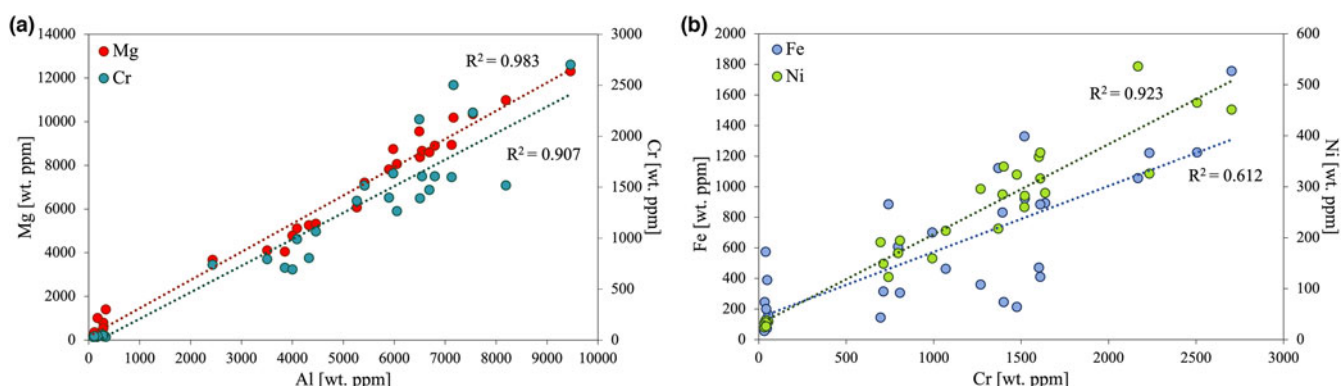 (a)
Mg
Cr
R² = 0.983
R² = 0.907
14000
12000
10000
8000
6000
4000
2000
0
Mg [wt. ppm]
3000
2500
2000
1500
1000
500
0
Cr [wt. ppm]
0 1000 2000 3000 4000 5000 6000 7000 8000 9000 10000
Al [wt. ppm]
(b)
Fe
Ni
R² = 0.923
R² = 0.612
2000
1800
1600
1400
1200
1000
800
600
400
200
0
Fe [wt. ppm]
600
500
400
300
200
100
0
Ni [wt. ppm]
0 500 1000 1500 2000 2500 3000
Cr [wt. ppm]